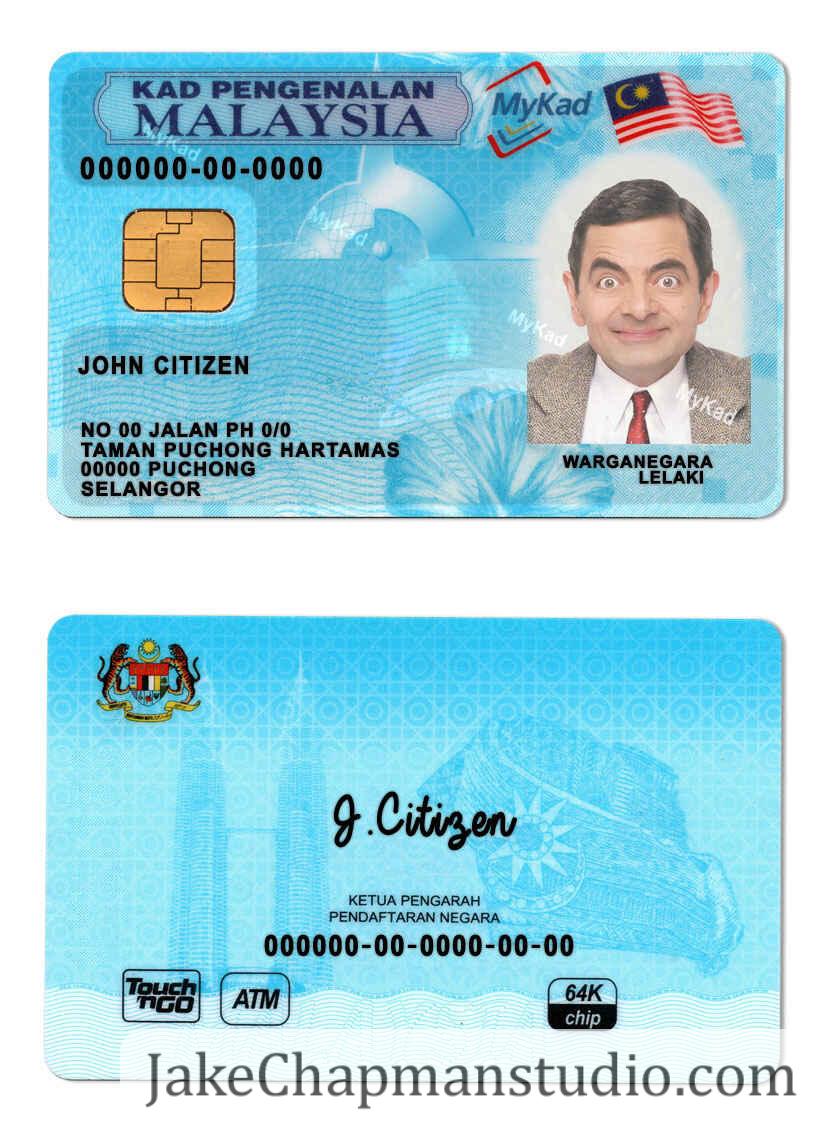 KAD PENGENALAN
MALAYSIA
MyKad
000000-00-0000
MyKad
MyKad
MyKad
MyKad
JOHN CITIZEN
NO 00 JALAN PH 0/0
TAMAN PUCHONG HARTAMAS
00000 PUCHONG
SELANGOR
WARGANEGARA
LELAKI
J.Citizen
KETUA PENGARAH
PENDAFTARAN NEGARA
000000-00-0000-00-00
Touch
'nGO
ATM
64K
chip
JakeChapmanstudio.com